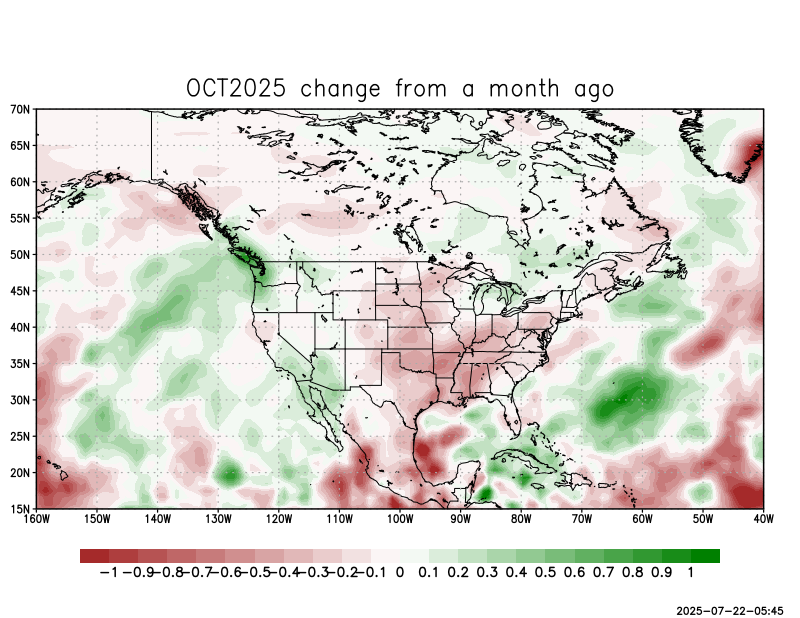 OCT2025 change from a month ago
70N
65N
60N
55N
50N
45N
40N
35N
30N
25N
20N
15N
160W 150W 140W 130W 120W 110W 100W 90W 80W 70W 60W 50W 40W
-1 -0.9 -0.8 -0.7 -0.6 -0.5 -0.4 -0.3 -0.2 -0.1 0 0.1 0.2 0.3 0.4 0.5 0.6 0.7 0.8 0.9 1
2025-07-22-05:45